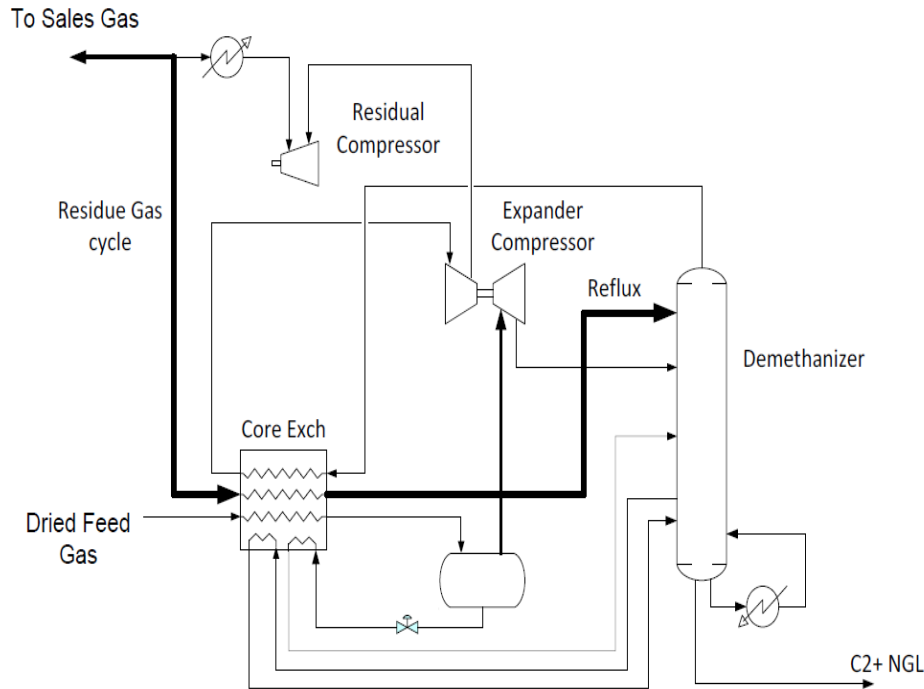 To Sales Gas
Residual
Compressor
Residue Gas
cycle
Expander
Compressor
Reflux
Demethanizer
Core Exch
Dried Feed
Gas
C2+ NGL